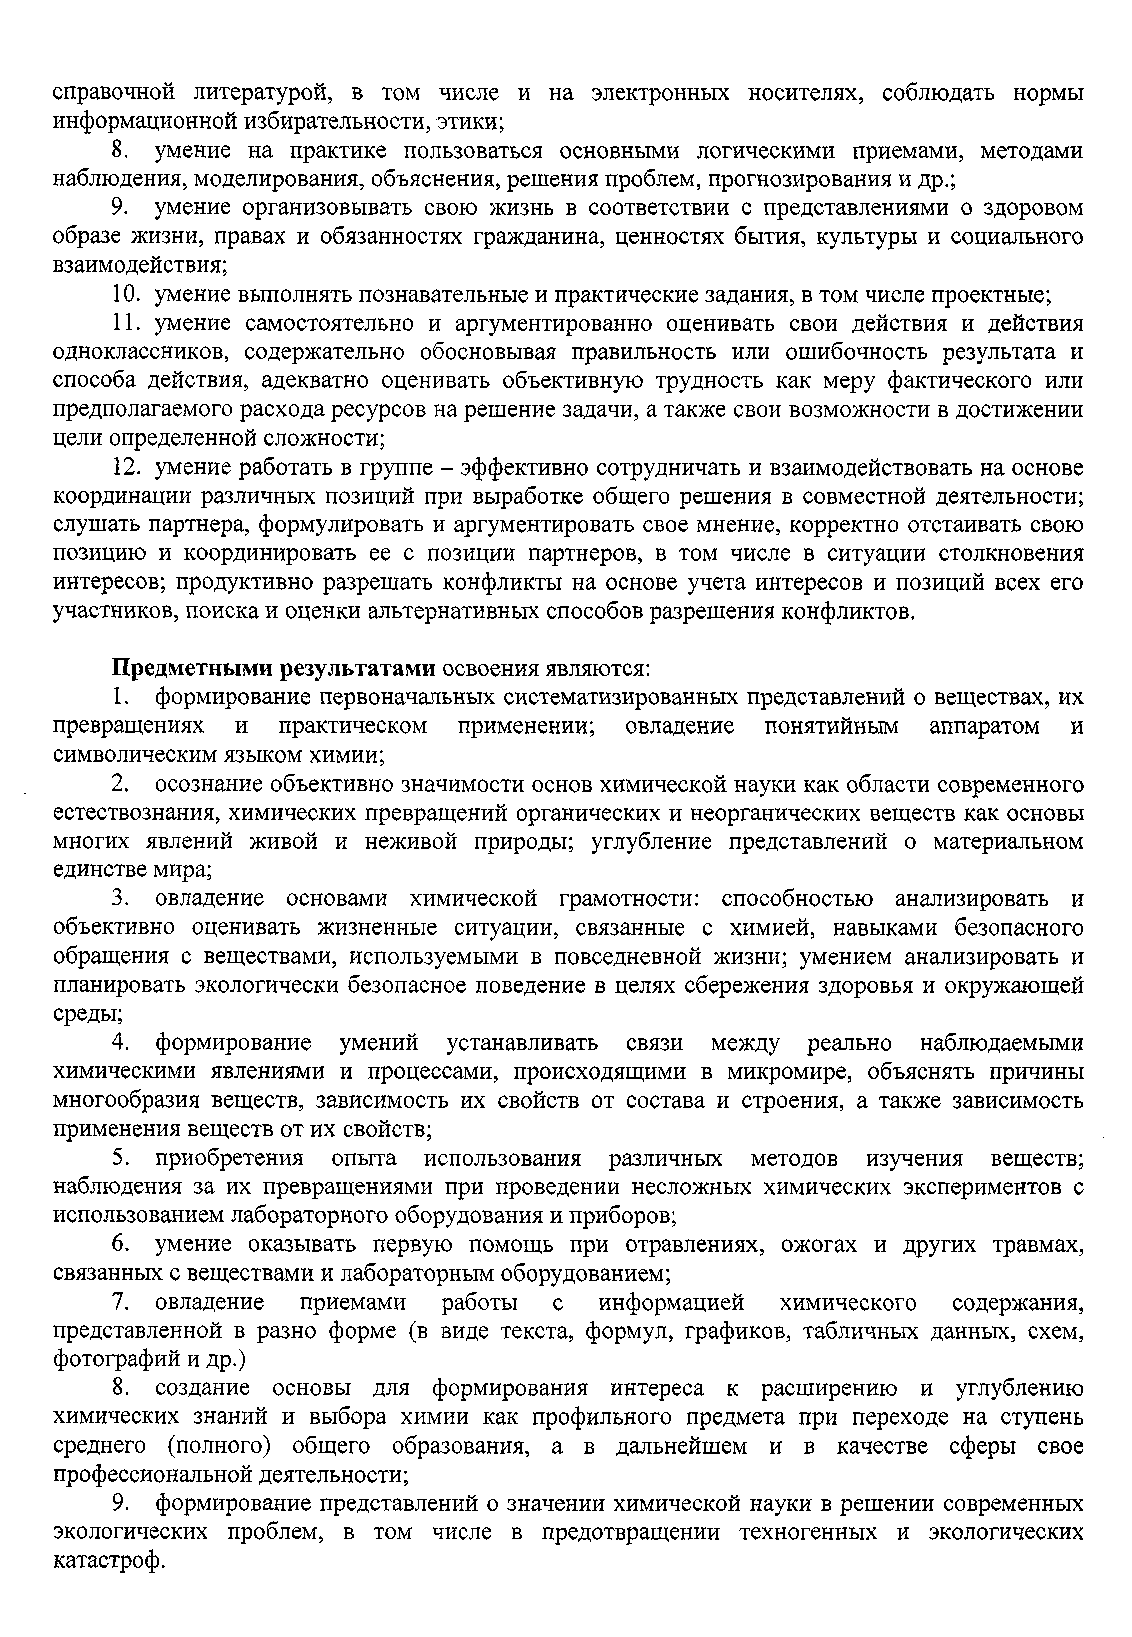 справочной литературой, в том числе и на электронных носителях, соблюдать нормы
информационной избирательности, этики;
8. умение на практике пользоваться основными логическими приемами, методами
наблюдения, моделирования, объяснения, решения проблем, прогнозирования и др.;
9. умение организовывать свою жизнь в соответствии с представлениями о здоровом
образе жизни, правах и обязанностях гражданина, ценностях бытия, культуры и социального
взаимодействия;
10. умение выполнять познавательные и практические задания, в том числе проектные;
11. умение самостоятельно и аргументированно оценивать свои действия и действия
одноклассников, содержательно обосновывая правильность или ошибочность результата и
способа действия, адекватно оценивать объективную трудность как меру фактического или
предполагаемого расхода ресурсов на решение задачи, а также свои возможности в достижении
цели определенной сложности;
12. умение работать в группе – эффективно сотрудничать и взаимодействовать на основе
координации различных позиций при выработке общего решения в совместной деятельности;
слушать партнера, формулировать и аргументировать свое мнение, корректно отстаивать свою
позицию и координировать ее с позиции партнеров, в том числе в ситуации столкновения
интересов; продуктивно разрешать конфликты на основе учета интересов и позиций всех его
участников, поиска и оценки альтернативных способов разрешения конфликтов.
Предметными результатами освоения являются:
1. формирование первоначальных систематизированных представлений о веществах, их
превращениях и практическом применении; овладение понятийным аппаратом и
символическим языком химии;
2. осознание объективно значимости основ химической науки как области современного
естествознания, химических превращений органических и неорганических веществ как основы
многих явлений живой и неживой природы; углубление представлений о материальном
единстве мира;
3. овладение основами химической грамотности: способностью анализировать и
объективно оценивать жизненные ситуации, связанные с химией, навыками безопасного
обращения с веществами, используемыми в повседневной жизни; умением анализировать и
планировать экологически безопасное поведение в целях сбережения здоровья и окружающей
среды;
4. формирование умений устанавливать связи между реально наблюдаемыми
химическими явлениями и процессами, происходящими в микромире, объяснять причины
многообразия веществ, зависимость их свойств от состава и строения, а также зависимость
применения веществ от их свойств;
5. приобретения опыта использования различных методов изучения веществ;
наблюдения за их превращениями при проведении несложных химических экспериментов с
использованием лабораторного оборудования и приборов;
6. умение оказывать первую помощь при отравлениях, ожогах и других травмах,
связанных с веществами и лабораторным оборудованием;
7. овладение приемами работы с информацией химического содержания,
представленной в разно форме (в виде текста, формул, графиков, табличных данных, схем,
фотографий и др.)
8. создание основы для формирования интереса к расширению и углублению
химических знаний и выбора химии как профильного предмета при переходе на ступень
среднего (полного) общего образования, а в дальнейшем и в качестве сферы свое
профессиональной деятельности;
9. формирование представлений о значении химической науки в решении современных
экологических проблем, в том числе в предотвращении техногенных и экологических
катастроф.